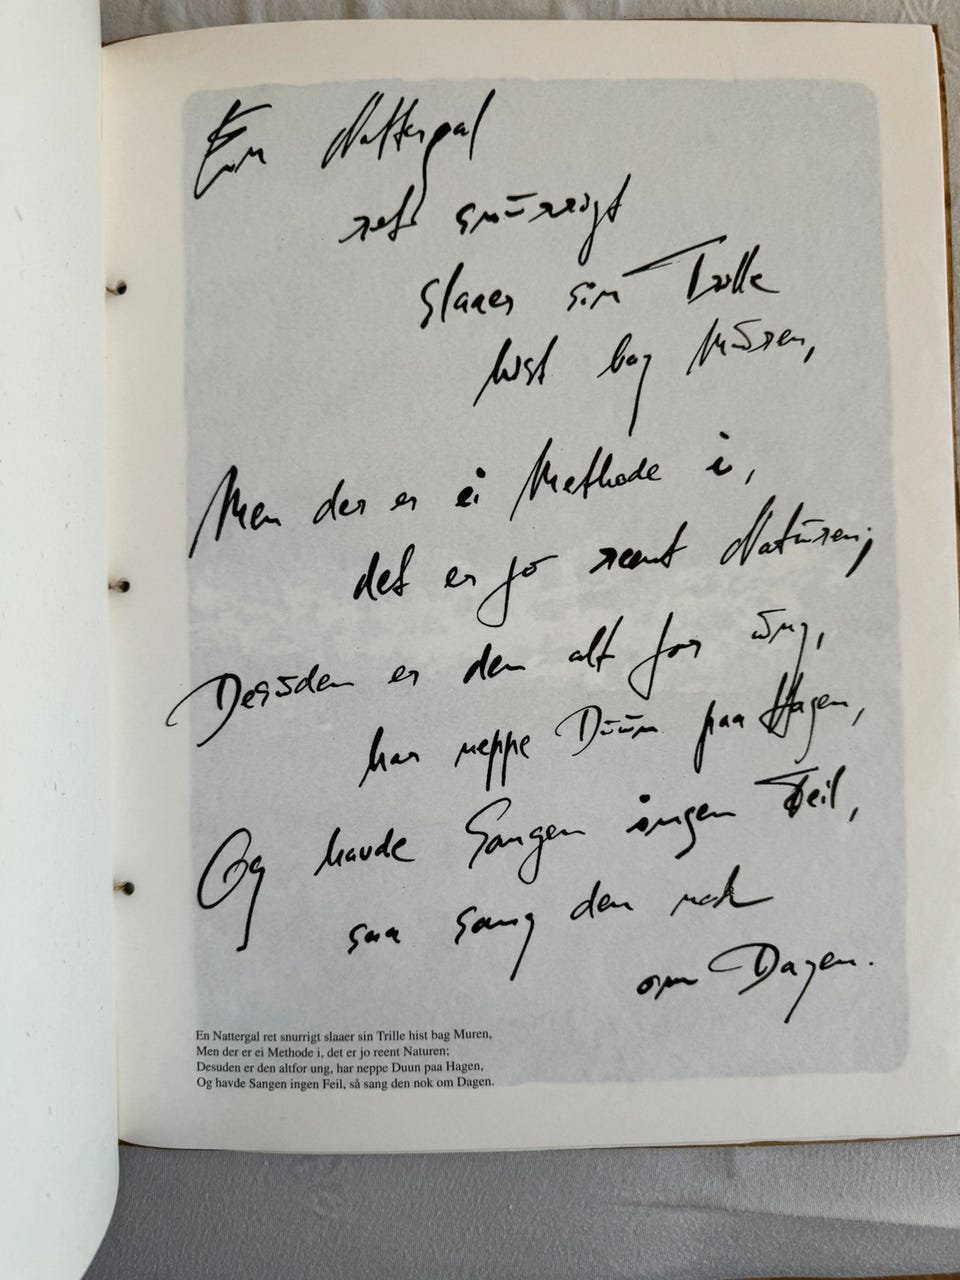 En Nattergal
ret snurrigt
slaaer sin Trille
hist bag Muren,
Men der er ei Methode i,
det er jo reent Naturen;
Desuden er den alt for ung,
har neppe Duun paa Hagen,
Og havde Sangen ingen Feil,
saa sang den nok
om Dagen.
En Nattergal ret snurrigt slaaer sin Trille hist bag Muren,
Men der er ei Methode i, det er jo reent Naturen;
Desuden er den altfor ung, har neppe Duun paa Hagen,
Og havde Sangen ingen Feil, så sang den nok om Dagen.